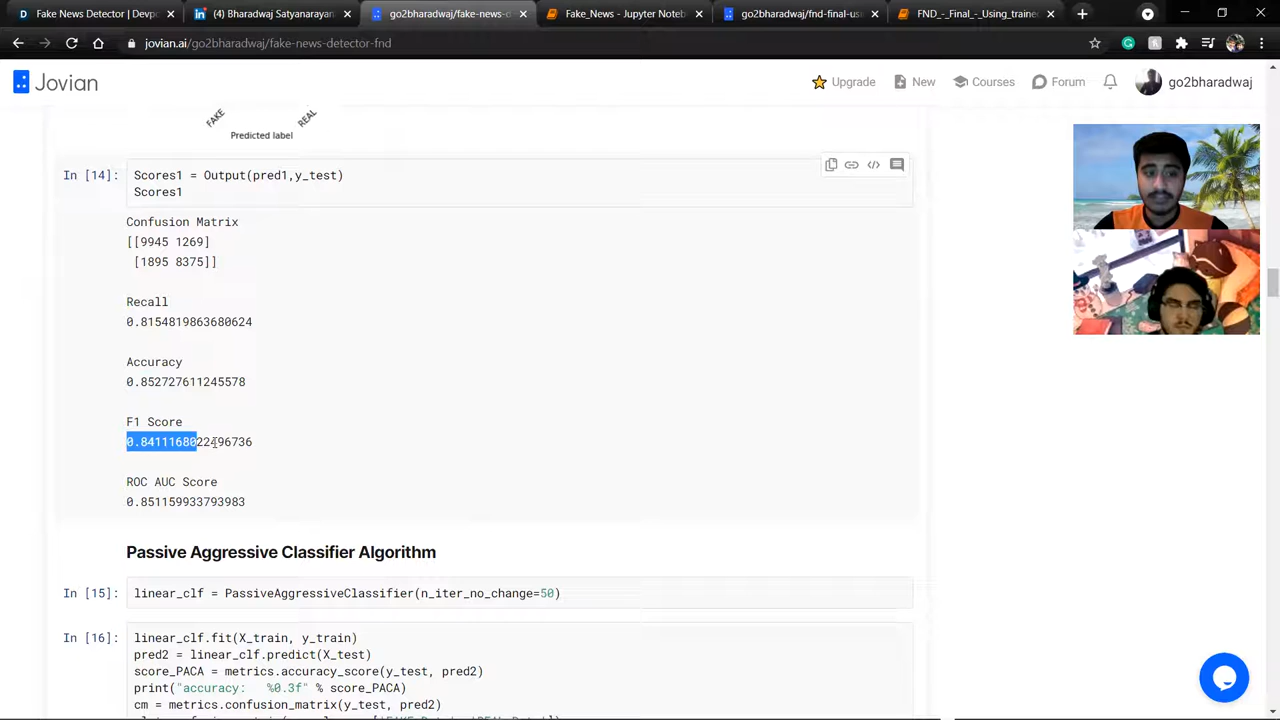 Fake News Detector | Devpo
(4) Bharadwaj Satyanarayan
go2bharadwaj/fake-news-d
Fake_News - Jupyter Noteb
go2bharadwaj/fnd-final-us
FND_-_Final_-_Using_traine
jovian.ai/go2bharadwaj/fake-news-detector-fnd
Jovian
Upgrade
New
Courses
Forum
go2bharadwaj
FAKE
REAL
Predicted label
In [14]:
Scores1 = Output(pred1,y_test)
Scores1
Confusion Matrix
[[9945 1269]
[1895 8375]]
Recall
0.8154819863680624
Accuracy
0.852727611245578
F1 Score
0.8411168022496736
ROC AUC Score
0.851159933793983
Passive Aggressive Classifier Algorithm
In [15]:
linear_clf = PassiveAggressiveClassifier(n_iter_no_change=50)
In [16]:
linear_clf.fit(X_train, y_train)
pred2 = linear_clf.predict(X_test)
score_PACA = metrics.accuracy_score(y_test, pred2)
print("accuracy:   %0.3f" % score_PACA)
cm = metrics.confusion_matrix(y_test, pred2)